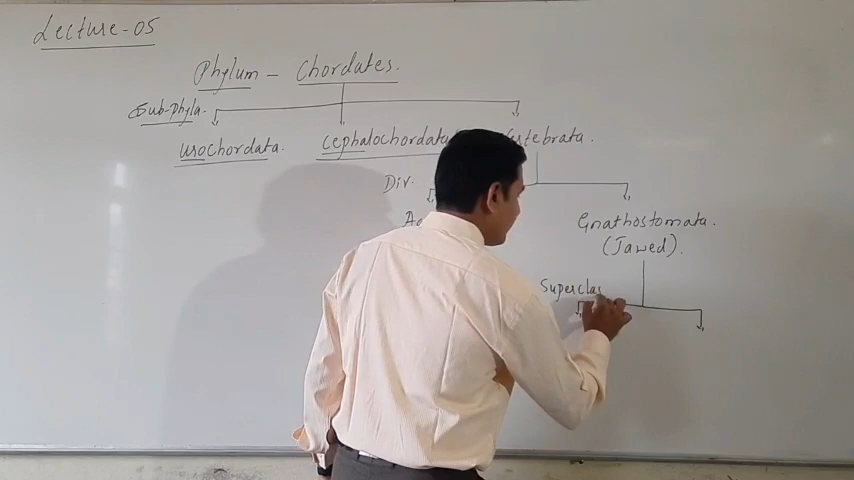 Lecture-05
Phylum - Chordates.
Sub-phyla.
Urochordata. Cephalochordata
Div.
Gnathostomata.
(Jawed).
Superclas